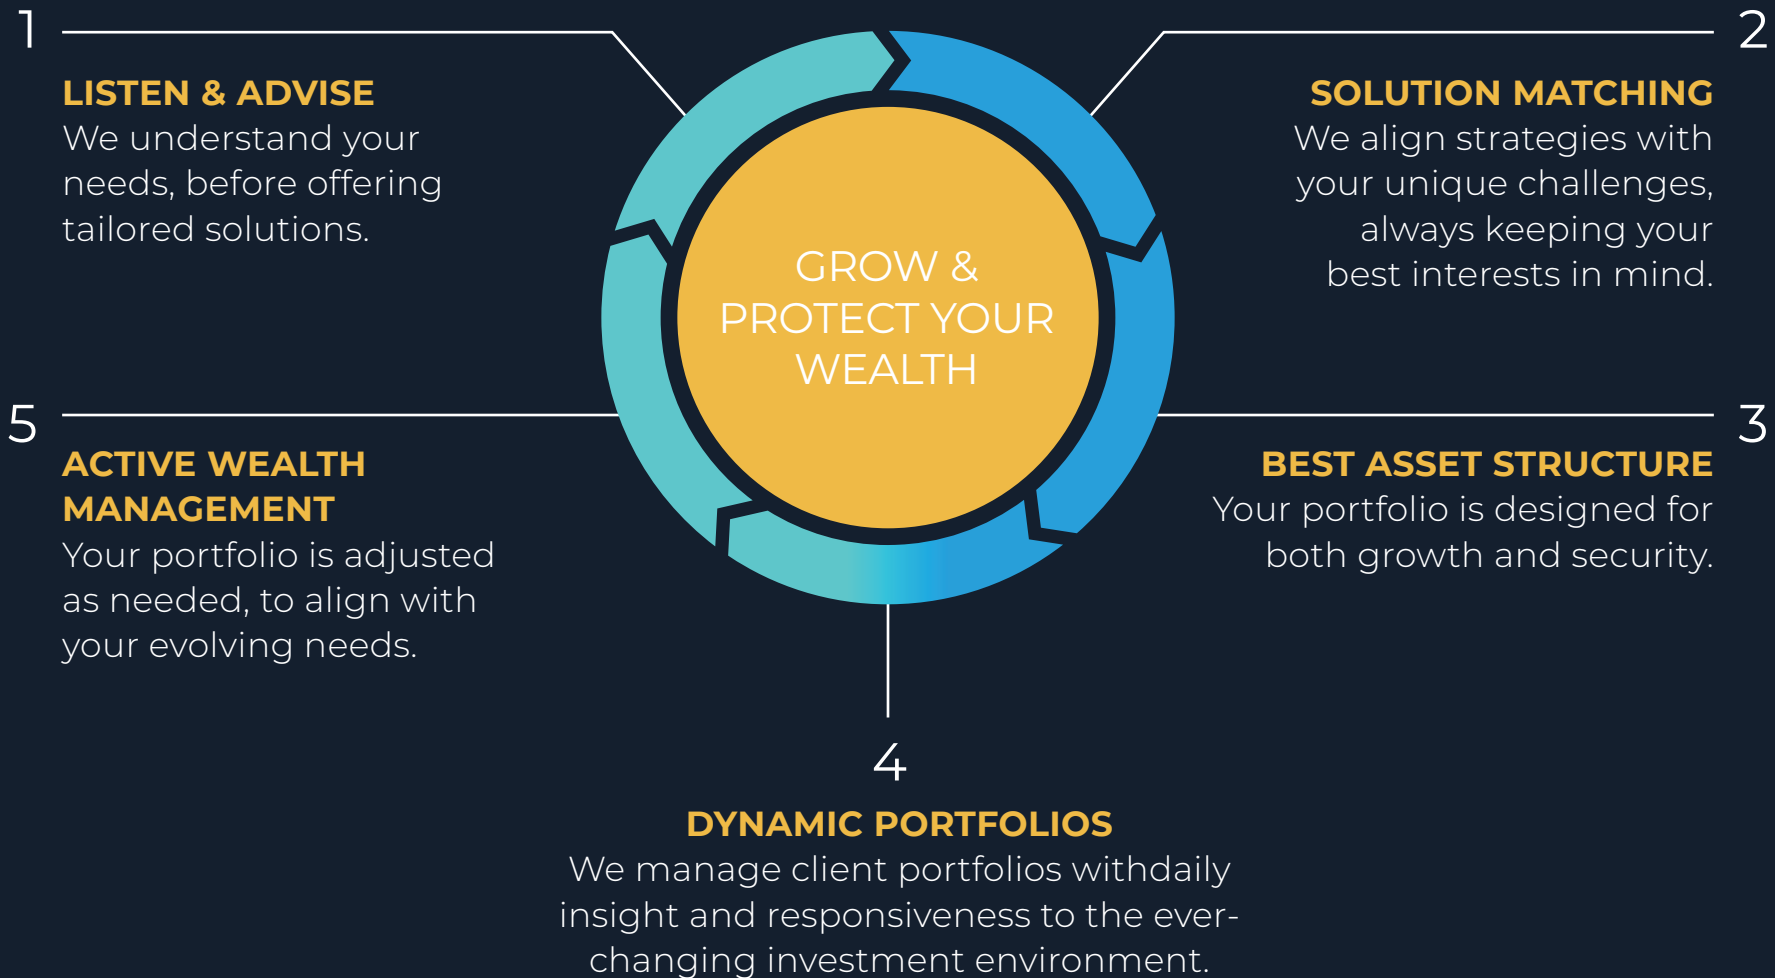 1
LISTEN & ADVISE
We understand your
needs, before offering
tailored solutions.
2
SOLUTION MATCHING
We align strategies with
your unique challenges,
always keeping your
best interests in mind.
GROW &
PROTECT YOUR
WEALTH
3
BEST ASSET STRUCTURE
Your portfolio is designed for
both growth and security.
4
DYNAMIC PORTFOLIOS
We manage client portfolios withdaily
insight and responsiveness to the ever-
changing investment environment.
5
ACTIVE WEALTH
MANAGEMENT
Your portfolio is adjusted
as needed, to align with
your evolving needs.